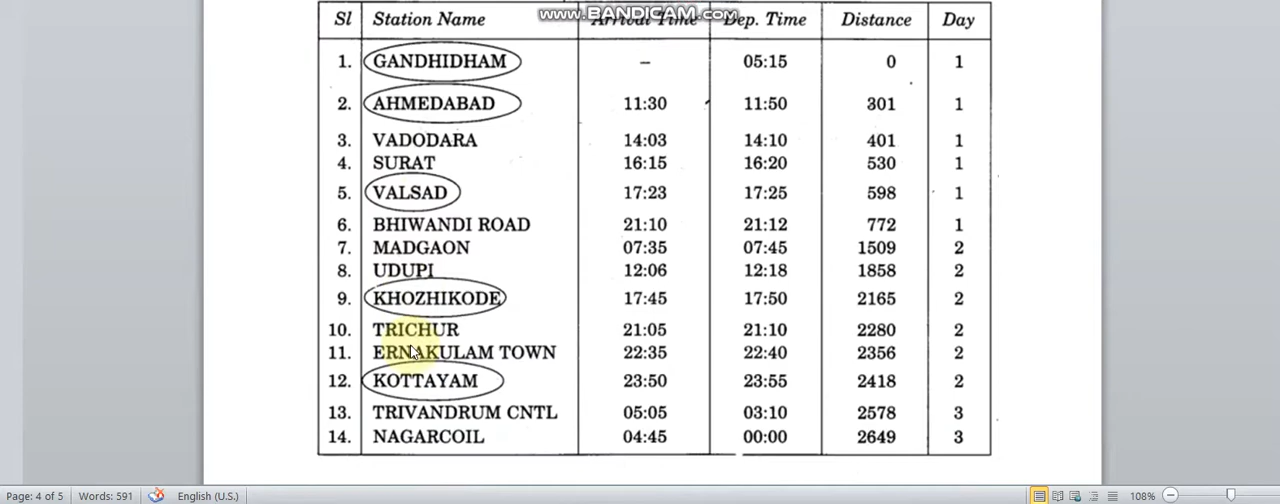 www.BANDICAM.com
Sl Station Name Arrival Time Dep. Time Distance Day
1. GANDHIDHAM – 05:15 0 1
2. AHMEDABAD 11:30 11:50 301 1
3. VADODARA 14:03 14:10 401 1
4. SURAT 16:15 16:20 530 1
5. VALSAD 17:23 17:25 598 1
6. BHIWANDI ROAD 21:10 21:12 772 1
7. MADGAON 07:35 07:45 1509 2
8. UDUPI 12:06 12:18 1858 2
9. KHOZHIKODE 17:45 17:50 2165 2
10. TRICHUR 21:05 21:10 2280 2
11. ERNAKULAM TOWN 22:35 22:40 2356 2
12. KOTTAYAM 23:50 23:55 2418 2
13. TRIVANDRUM CNTL 05:05 03:10 2578 3
14. NAGARCOIL 04:45 00:00 2649 3
Page: 4 of 5 Words: 591 English (U.S.) 108%